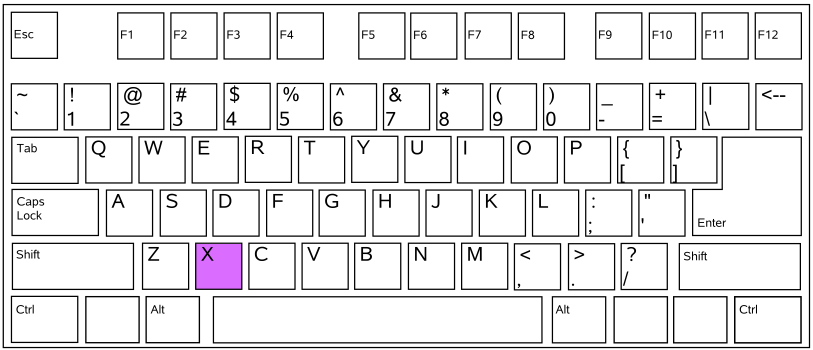 Esc F1 F2 F3 F4 F5 F6 F7 F8 F9 F10 F11 F12
~ ! @ # $ % ^ & * ( ) _ + | <--
` 1 2 3 4 5 6 7 8 9 0 - = \
Tab Q W E R T Y U I O P { }
[ ]
Caps A S D F G H J K L : "
Lock ; ' Enter
Shift Z X C V B N M < > ? Shift
, . /
Ctrl Alt Alt Ctrl